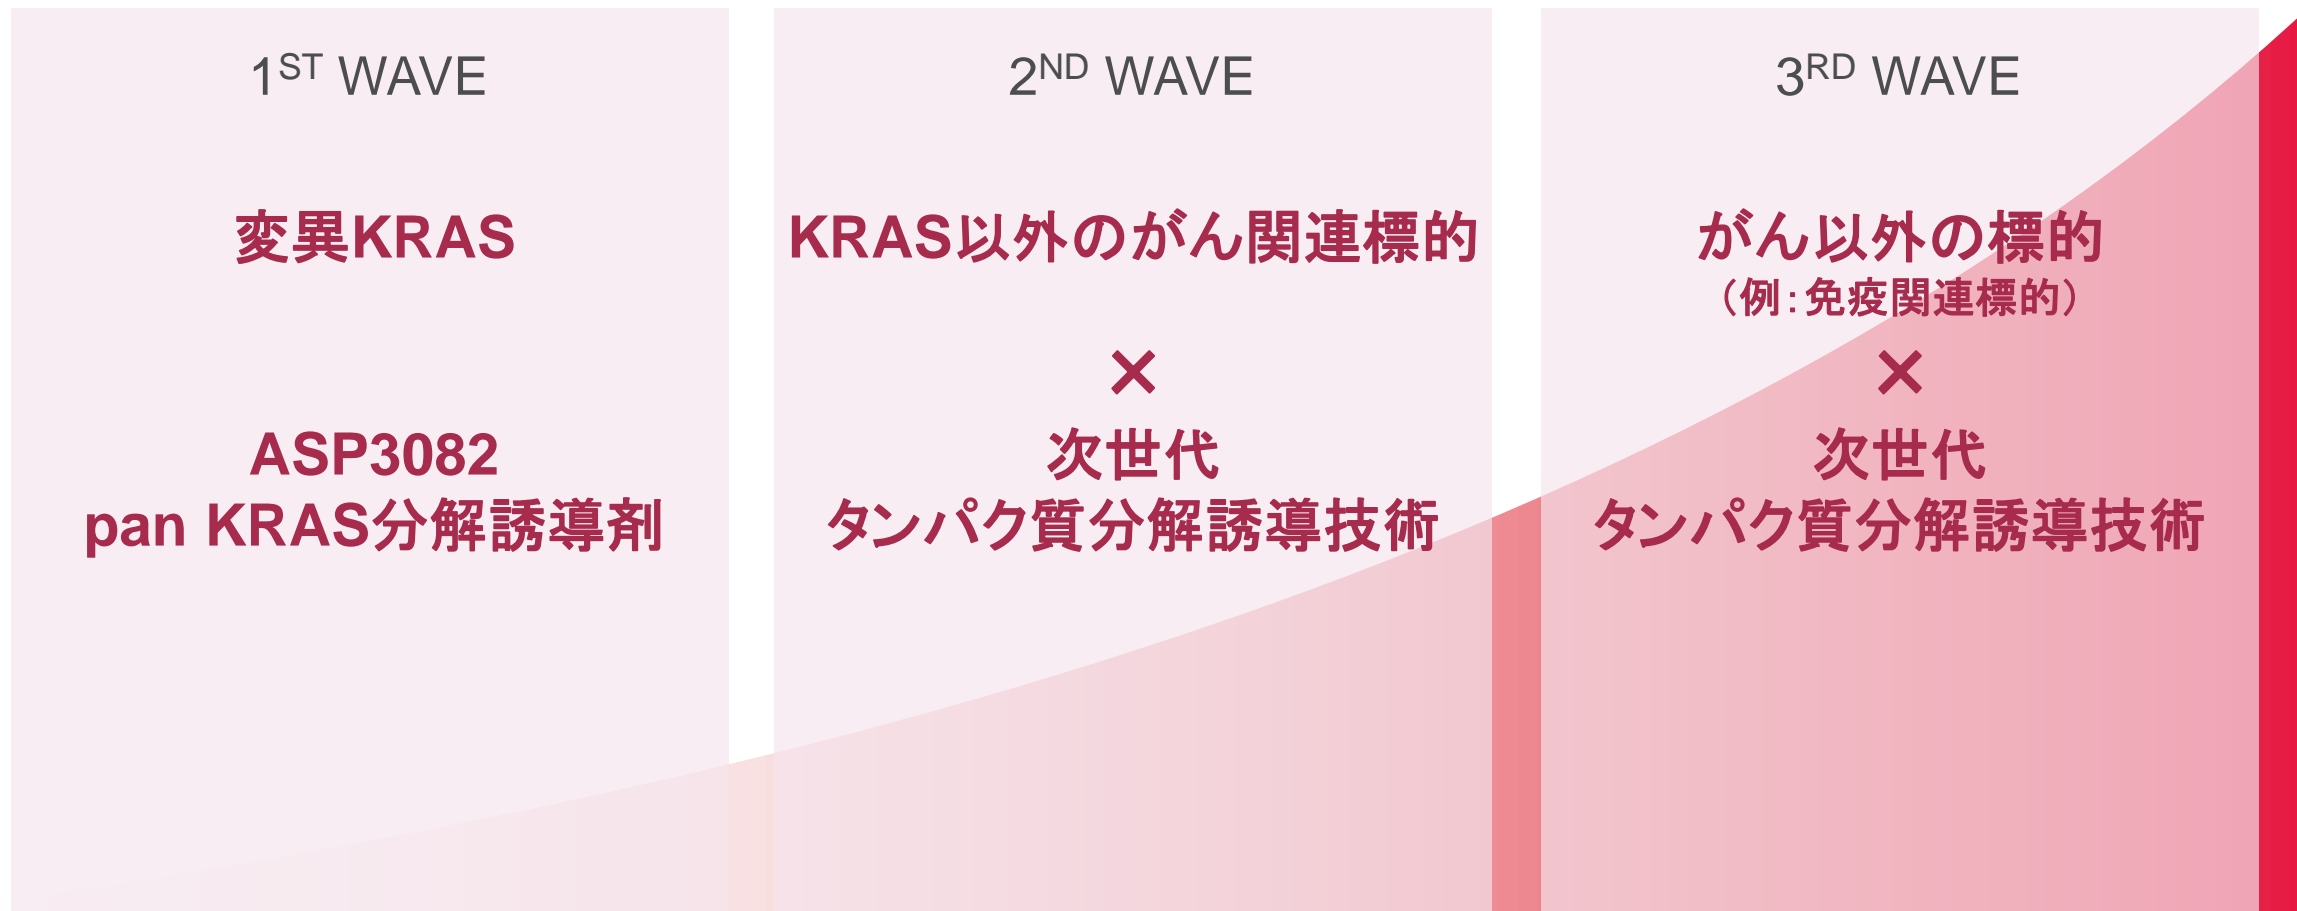 1ST WAVE
変異KRAS
ASP3082
pan KRAS分解誘導剤
2ND WAVE
KRAS以外のがん関連標的
×
次世代
タンパク質分解誘導技術
3RD WAVE
がん以外の標的
（例：免疫関連標的）
×
次世代
タンパク質分解誘導技術